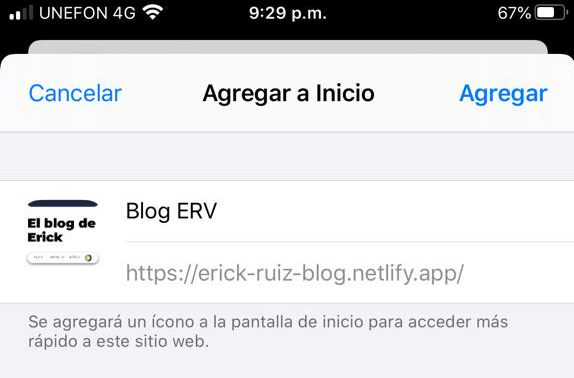 UNEFON 4G 9:29 p.m. 67%
Cancelar Agregar a Inicio Agregar
El blog de
Erick
Blog ERV
https://erick-ruiz-blog.netlify.app/
Se agregará un ícono a la pantalla de inicio para acceder más
rápido a este sitio web.